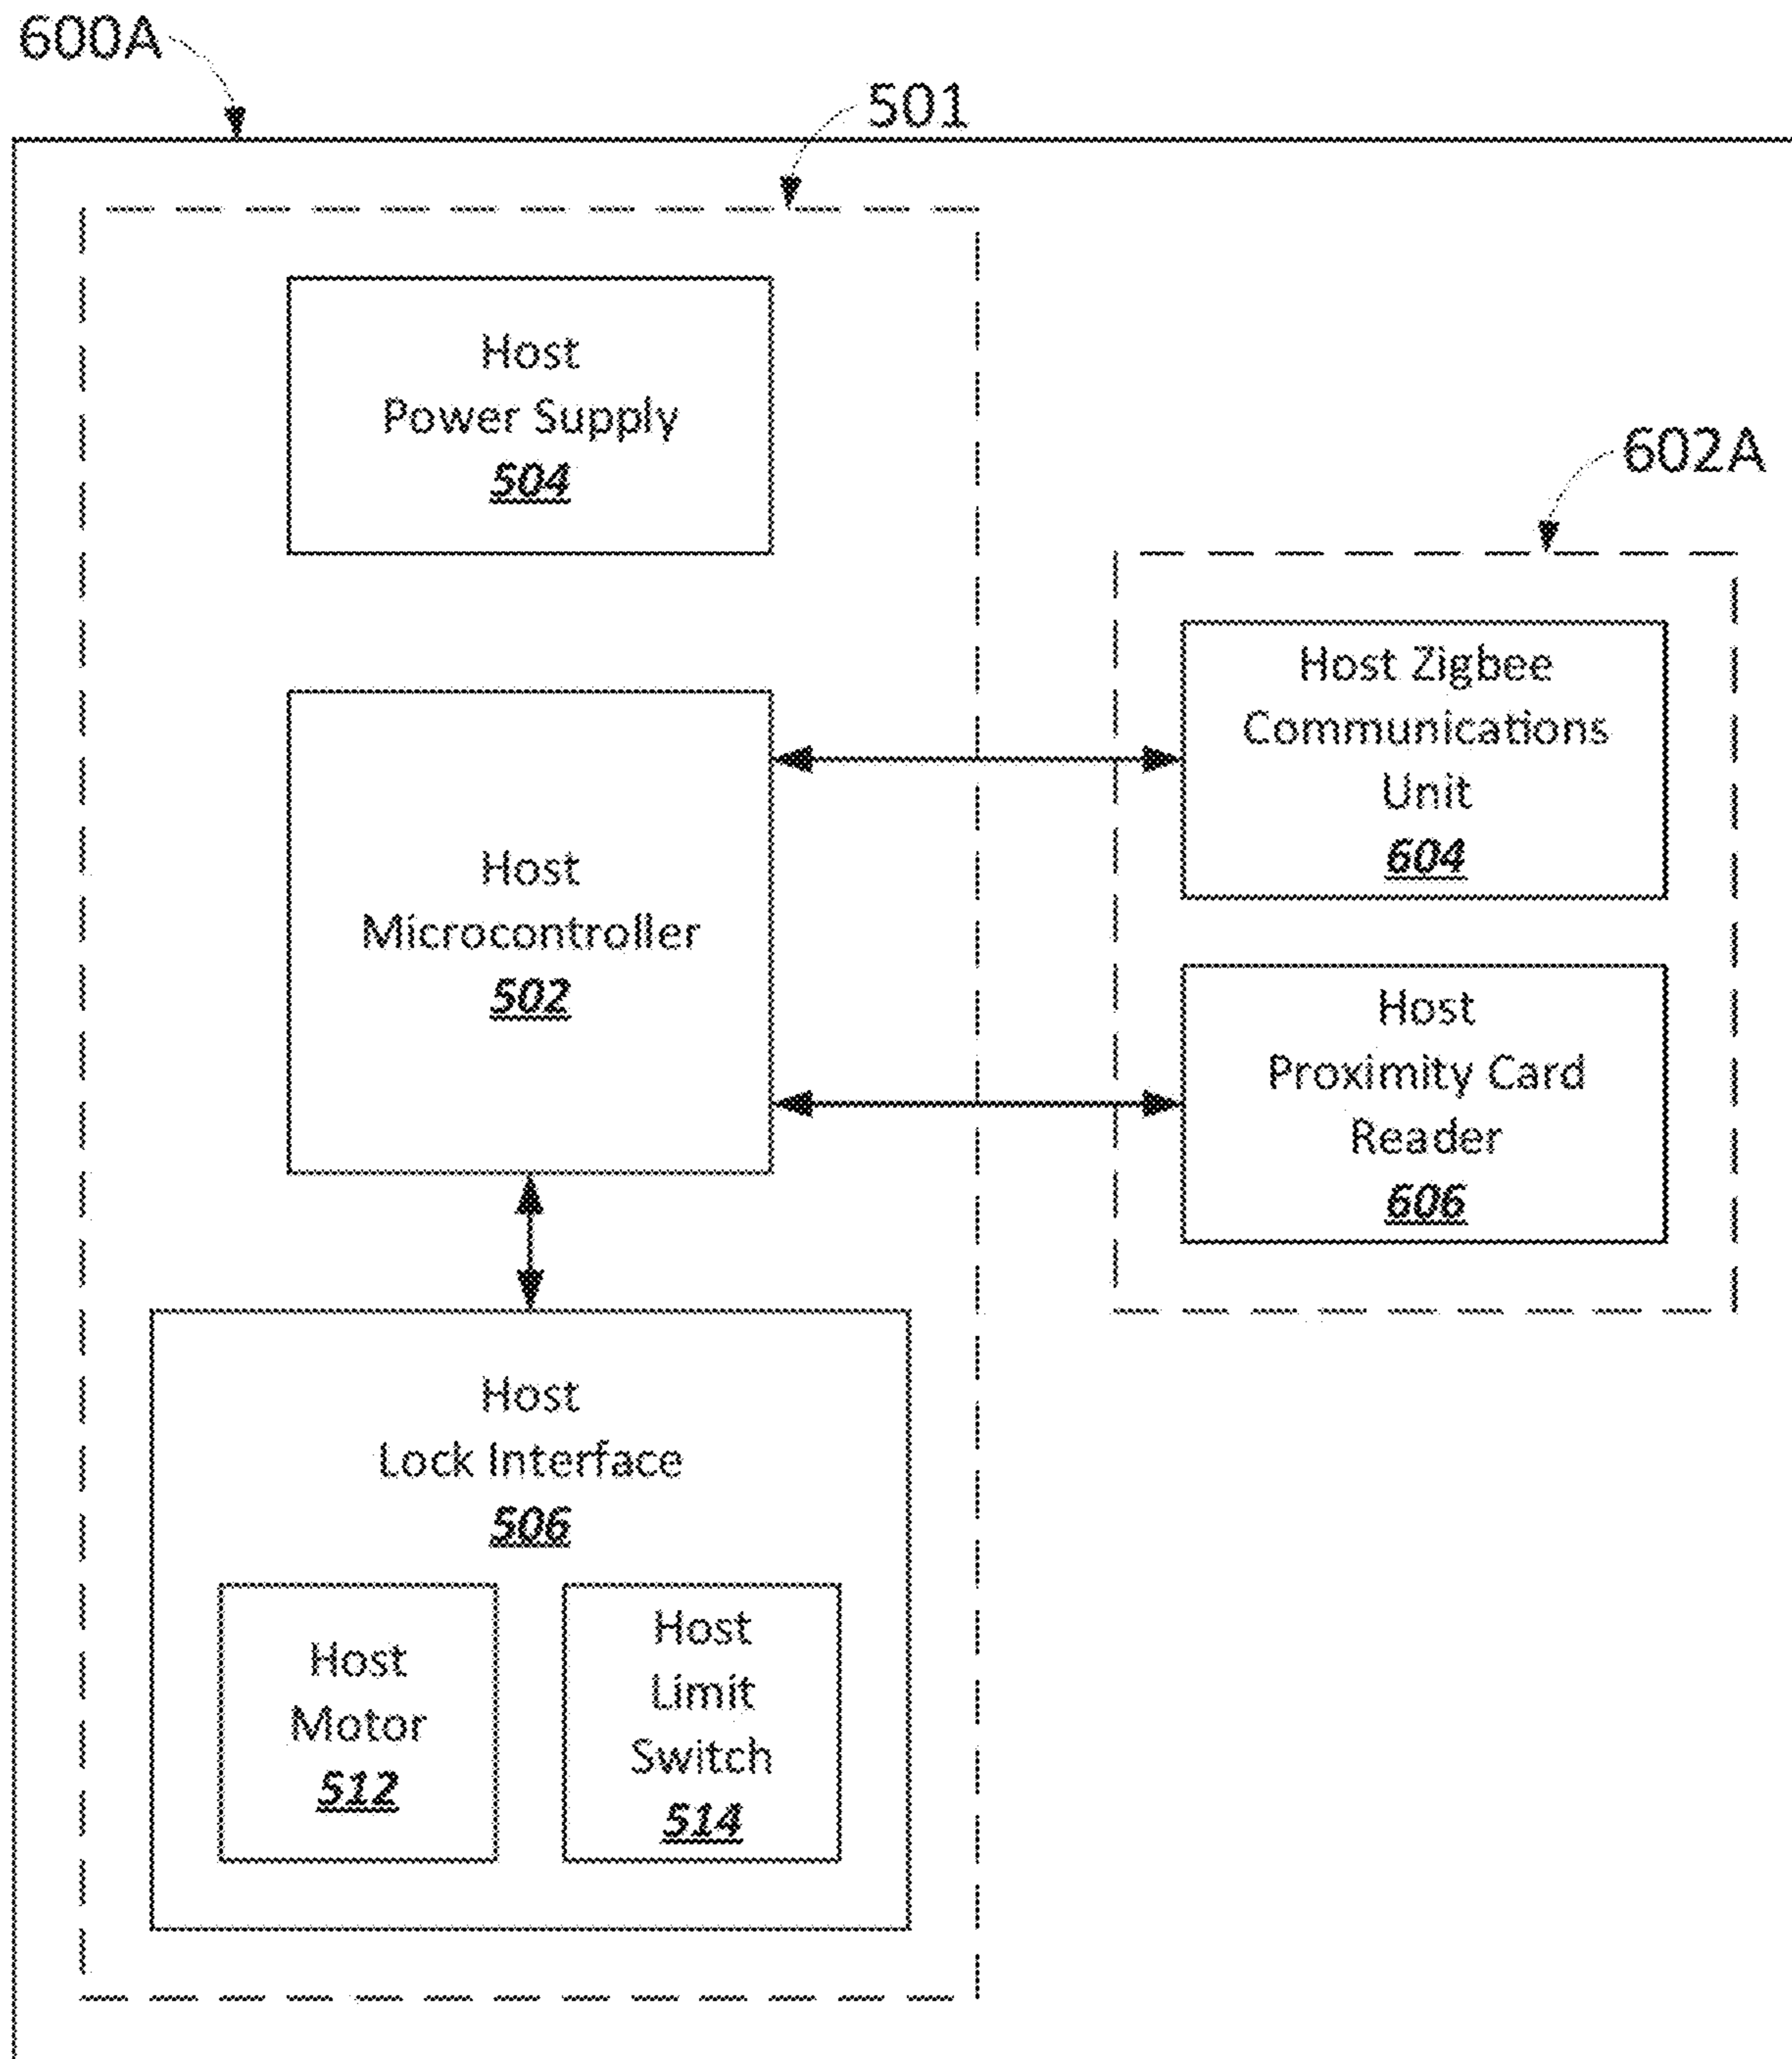 600A
501
Host
Power Supply
504
602A
Host Zigbee
Communications
Unit
604
Host
Microcontroller
502
Host
Proximity Card
Reader
606
Host
Lock Interface
506
Host
Motor
512
Host
Limit
Switch
514